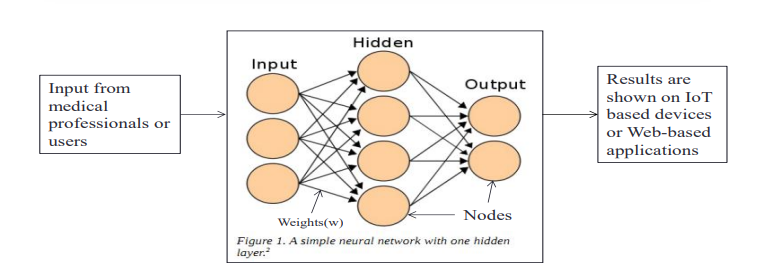 Input from
medical
professionals or
users
Hidden
Input
Output
Weights(w)
Nodes
Figure 1. A simple neural network with one hidden
layer.²
Results are
shown on IoT
based devices
or Web-based
applications